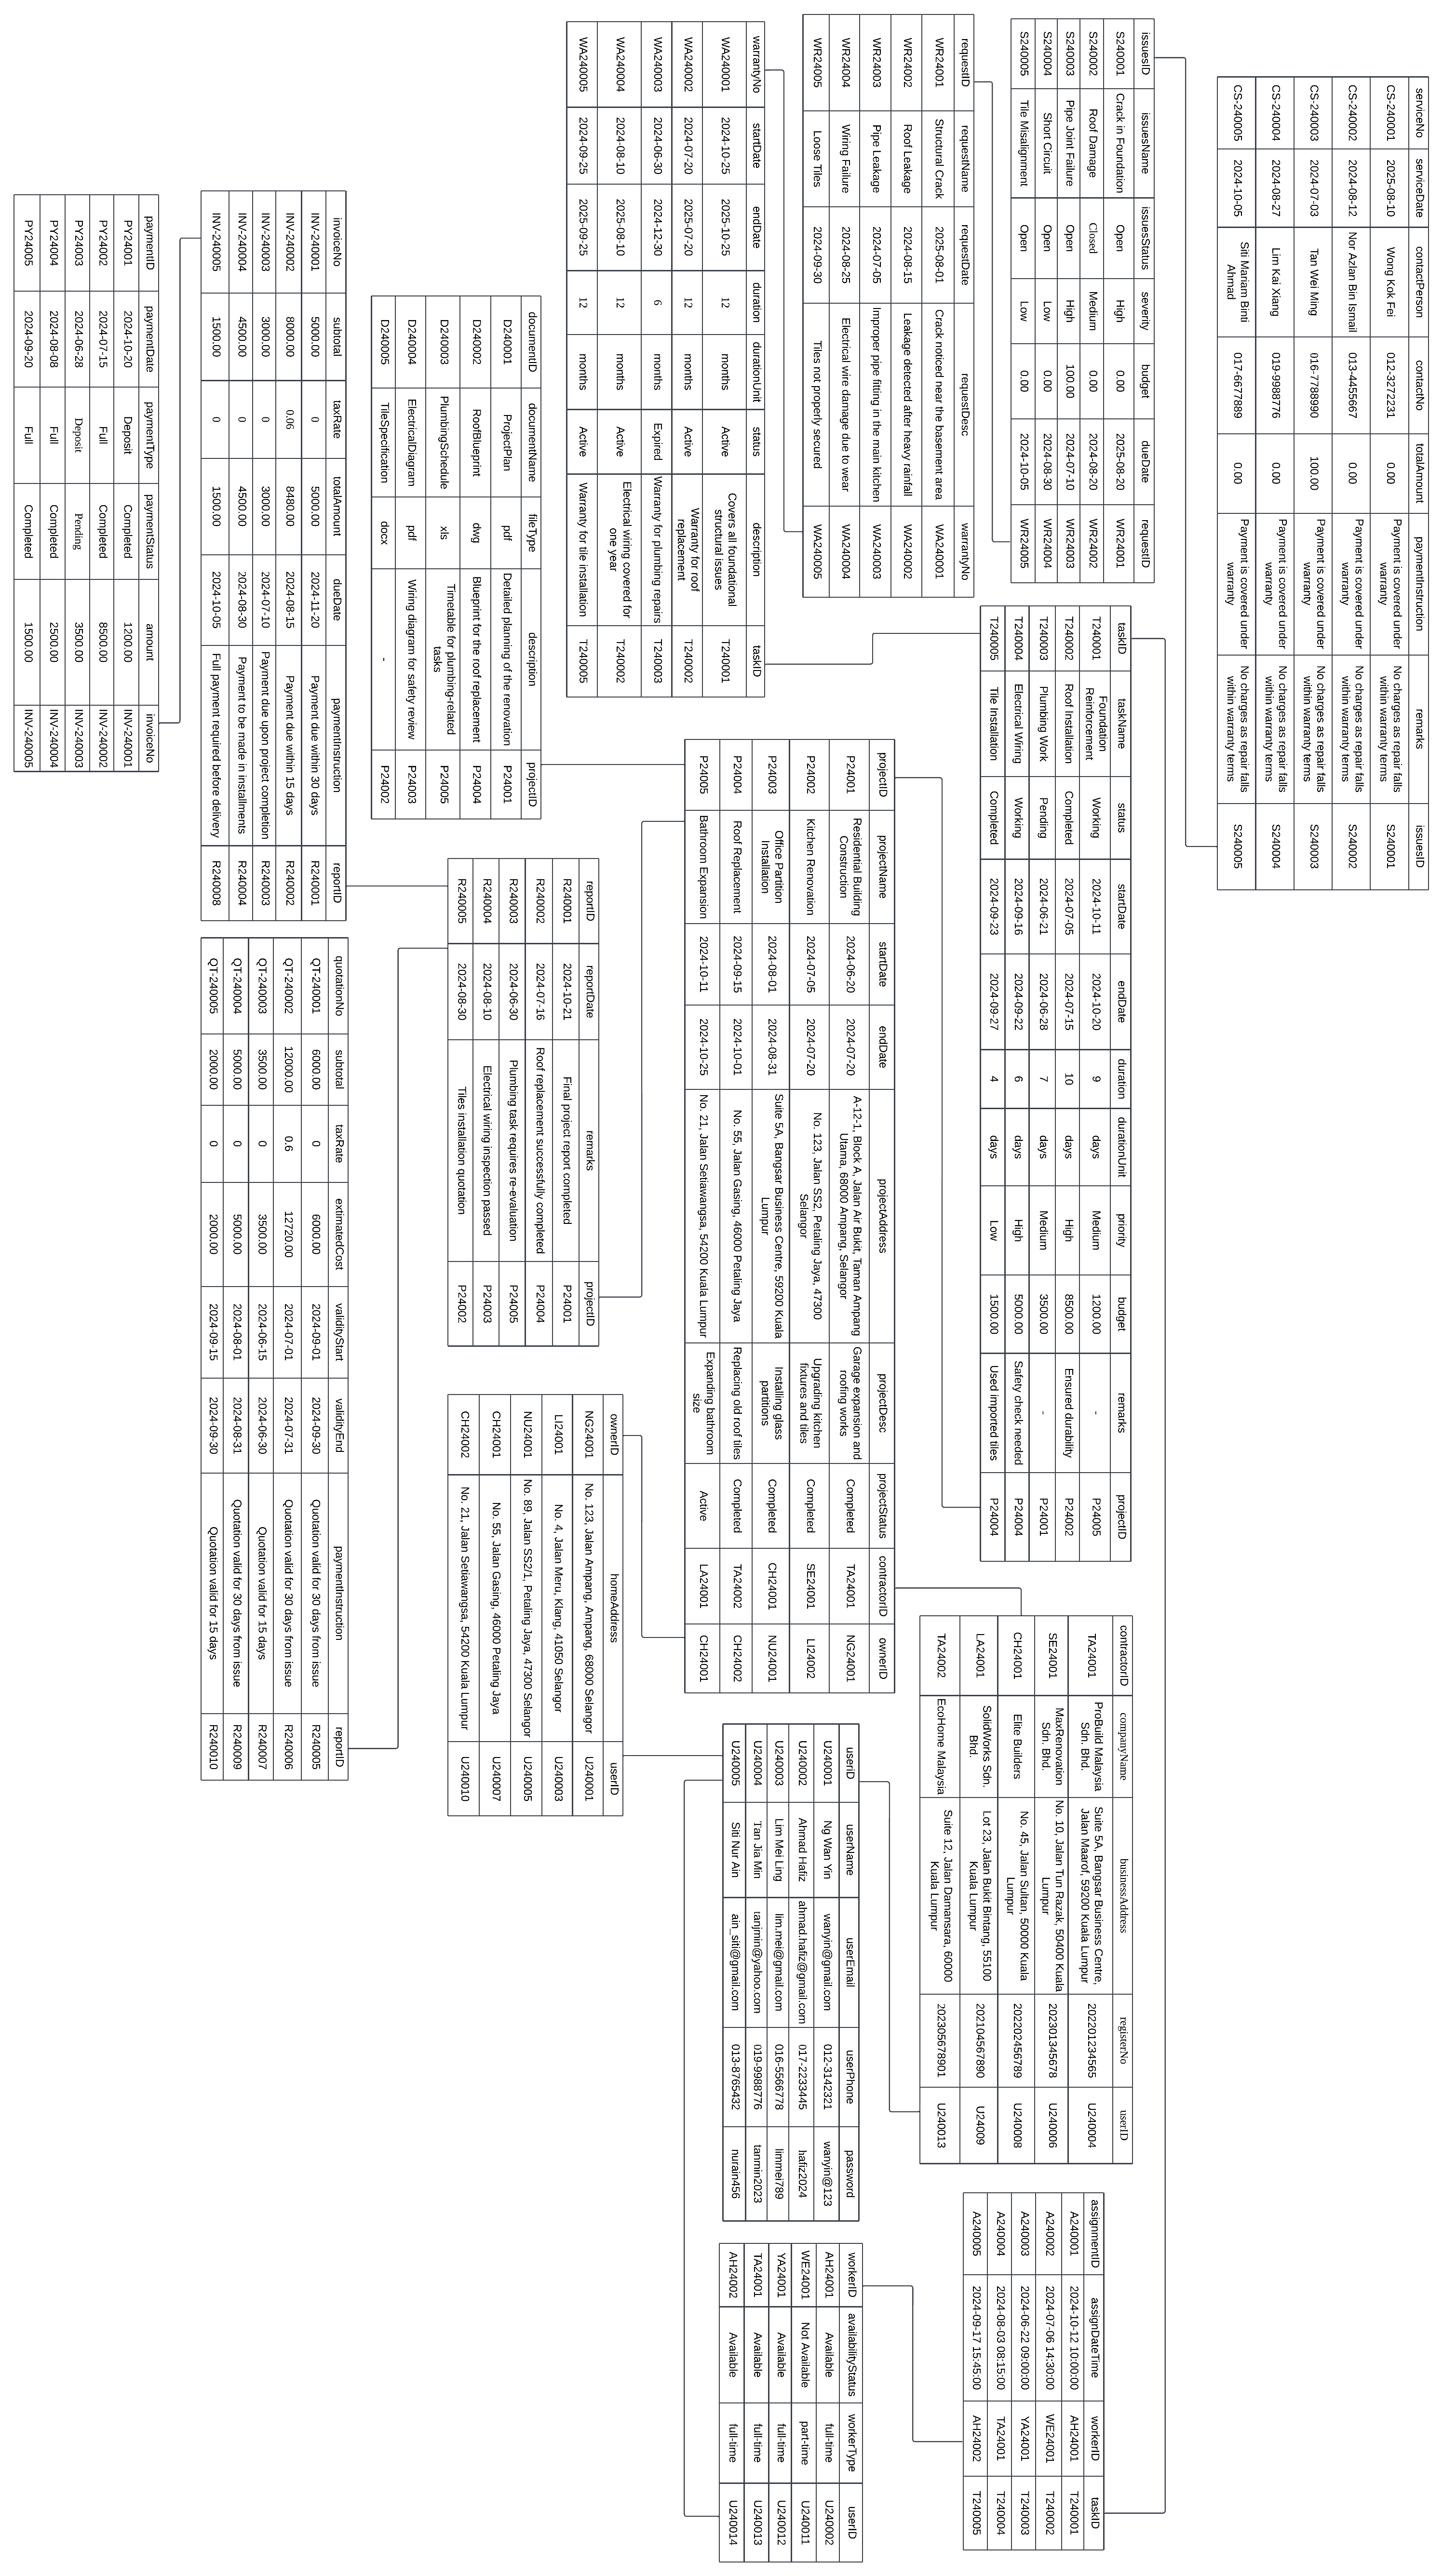 serviceNo serviceDate contactPerson contactNo totalAmount paymentInstruction remarks issuesID
CS-240001 2025-08-10 Wong Kok Fei 012-3272231 0.00 Payment is covered under warranty No charges as repair falls within warranty terms S240001
CS-240002 2024-08-12 Nor Azlan Bin Ismail 013-4455667 0.00 Payment is covered under warranty No charges as repair falls within warranty terms S240002
CS-240003 2024-07-03 Tan Wei Ming 016-7788990 100.00 Payment is covered under warranty No charges as repair falls within warranty terms S240003
CS-240004 2024-08-27 Lim Kai Xiang 019-9988776 0.00 Payment is covered under warranty No charges as repair falls within warranty terms S240004
CS-240005 2024-10-05 Siti Mariam Binti Ahmad 017-6677889 0.00 Payment is covered under warranty No charges as repair falls within warranty terms S240005
issuesID issuesName issuesStatus severity budget dueDate requestID
S240001 Crack in Foundation Open High 0.00 2025-08-20 WR24001
S240002 Roof Damage Closed Medium 0.00 2024-08-20 WR24002
S240003 Pipe Joint Failure Open High 100.00 2024-07-10 WR24003
S240004 Short Circuit Open Low 0.00 2024-08-30 WR24004
S240005 Tile Misalignment Open Low 0.00 2024-10-05 WR24005
taskID taskName status startDate endDate duration durationUnit priority budget remarks projectID
T240001 Foundation Reinforcement Working 2024-10-11 2024-10-20 9 days Medium 1200.00 - P24005
T240002 Roof Installation Completed 2024-07-05 2024-07-15 10 days High 8500.00 Ensured durability P24002
T240003 Plumbing Work Pending 2024-06-21 2024-06-28 7 days Medium 3500.00 - P24001
T240004 Electrical Wiring Working 2024-09-16 2024-09-22 6 days High 5000.00 Safety check needed P24004
T240005 Tile Installation Completed 2024-09-23 2024-09-27 4 days Low 1500.00 Used imported tiles P24004
contractorID companyName businessAddress registerNo userID
TA24001 ProBuild Malaysia Sdn. Bhd. Suite 5A, Bangsar Business Centre, Jalan Maarof, 59200 Kuala Lumpur 202201234565 U240004
SE24001 MaxRenovation Sdn. Bhd. No. 10, Jalan Tun Razak, 50400 Kuala Lumpur 202301345678 U240006
CH24001 Elite Builders No. 45, Jalan Sultan, 50000 Kuala Lumpur 202202456789 U240008
LA24001 SolidWorks Sdn. Bhd. Lot 23, Jalan Bukit Bintang, 55100 Kuala Lumpur 202104567890 U24009
TA24002 EcoHome Malaysia Suite 12, Jalan Damansara, 60000 Kuala Lumpur 202305678901 U240013
assignmentID assignDateTime workerID taskID
A240001 2024-10-12 10:00:00 AH24001 T240001
A240002 2024-07-06 14:30:00 WE24001 T240002
A240003 2024-06-22 09:00:00 YA24001 T240003
A240004 2024-08-03 08:15:00 TA24001 T240004
A240005 2024-09-17 15:45:00 AH24002 T240005
requestID requestName requestDate requestDesc warrantyNo
WR24001 Structural Crack 2025-08-01 Crack noticed near the basement area WA240001
WR24002 Roof Leakage 2024-08-15 Leakage detected after heavy rainfall WA240002
WR24003 Pipe Leakage 2024-07-05 Improper pipe fitting in the main kitchen WA240003
WR24004 Wiring Failure 2024-08-25 Electrical wire damage due to wear WA240004
WR24005 Loose Tiles 2024-09-30 Tiles not properly secured WA240005
projectID projectName startDate endDate projectAddress projectDesc projectStatus contractorID ownerID
P24001 Residential Building Construction 2024-06-20 2024-07-20 A-12-1, Block A, Jalan Air Bukit, Taman Ampang Utama, 68000 Ampang, Selangor Garage expansion and roofing works Completed TA24001 NG24001
P24002 Kitchen Renovation 2024-07-05 2024-07-20 No. 123, Jalan SS2, Petaling Jaya, 47300 Selangor Upgrading kitchen fixtures and tiles Completed SE24001 LI24002
P24003 Office Partition Installation 2024-08-01 2024-08-31 Suite 5A, Bangsar Business Centre, 59200 Kuala Lumpur Installing glass partitions Completed CH24001 NU24001
P24004 Roof Replacement 2024-09-15 2024-10-01 No. 55, Jalan Gasing, 46000 Petaling Jaya Replacing old roof tiles Completed TA24002 CH24002
P24005 Bathroom Expansion 2024-10-11 2024-10-25 No. 21, Jalan Setiawangsa, 54200 Kuala Lumpur Expanding bathroom size Active LA24001 CH24001
userID userName userEmail userPhone password
U240001 Ng Wan Yin wanyin@gmail.com 012-3142321 wanyin@123
U240002 Ahmad Hafiz ahmad.hafiz@gmail.com 017-2233445 hafiz2024
U240003 Lim Mei Ling lim.mei@gmail.com 016-5566778 limmei789
U240004 Tan Jia Min tanjmin@yahoo.com 019-9988776 tanmin2023
U240005 Siti Nur Ain ain_siti@gmail.com 013-8765432 nurain456
workerID availabilityStatus workerType userID
AH24001 Available full-time U240002
WE24001 Not Available part-time U240011
YA24001 Available full-time U240012
TA24001 Available full-time U240013
AH24002 Available full-time U240014
warrantyNo startDate endDate duration durationUnit status description taskID
WA240001 2024-10-25 2025-10-25 12 months Active Covers all foundational structural issues T240001
WA240002 2024-07-20 2025-07-20 12 months Active Warranty for roof replacement T240002
WA240003 2024-06-30 2024-12-30 6 months Expired Warranty for plumbing repairs T240003
WA240004 2024-08-10 2025-08-10 12 months Active Electrical wiring covered for one year T240002
WA240005 2024-09-25 2025-09-25 12 months Active Warranty for tile installation T240005
documentID documentName fileType description projectID
D240001 ProjectPlan pdf Detailed planning of the renovation P24001
D240002 RoofBlueprint dwg Blueprint for the roof replacement P24004
D240003 PlumbingSchedule xls Timetable for plumbing-related tasks P24005
D240004 ElectricalDiagram pdf Wiring diagram for safety review P24003
D240005 TileSpecification docx - P24002
reportID reportDate remarks projectID
R240001 2024-10-21 Final project report completed P24001
R240002 2024-07-16 Roof replacement successfully completed P24004
R240003 2024-06-30 Plumbing task requires re-evaluation P24005
R240004 2024-08-10 Electrical wiring inspection passed P24003
R240005 2024-08-30 Tiles installation quotation P24002
ownerID homeAddress userID
NG24001 No. 123, Jalan Ampang, Ampang, 68000 Selangor U240001
LI24001 No. 4, Jalan Meru, Klang, 41050 Selangor U240003
NU24001 No. 89, Jalan SS2/1, Petaling Jaya, 47300 Selangor U240005
CH24001 No. 55, Jalan Gasing, 46000 Petaling Jaya U240007
CH24002 No. 21, Jalan Setiawangsa, 54200 Kuala Lumpur U240010
invoiceNo subtotal taxRate totalAmount dueDate paymentInstruction reportID
INV-240001 5000.00 0 5000.00 2024-11-20 Payment due within 30 days R240001
INV-240002 8000.00 0.06 8480.00 2024-08-15 Payment due within 15 days R240002
INV-240003 3000.00 0 3000.00 2024-07-10 Payment due upon project completion R240003
INV-240004 4500.00 0 4500.00 2024-08-30 Payment to be made in installments R240004
INV-240005 1500.00 0 1500.00 2024-10-05 Full payment required before delivery R240008
quotationNo subtotal taxRate extimatedCost validityStart validityEnd paymentInstruction reportID
QT-240001 6000.00 0 6000.00 2024-09-01 2024-09-30 Quotation valid for 30 days from issue R240005
QT-240002 12000.00 0.6 12720.00 2024-07-01 2024-07-31 Quotation valid for 30 days from issue R240006
QT-240003 3500.00 0 3500.00 2024-06-15 2024-06-30 Quotation valid for 15 days R240007
QT-240004 5000.00 0 5000.00 2024-08-01 2024-08-31 Quotation valid for 30 days from issue R240009
QT-240005 2000.00 0 2000.00 2024-09-15 2024-09-30 Quotation valid for 15 days R240010
paymentID paymentDate paymentType paymentStatus amount invoiceNo
PY24001 2024-10-20 Deposit Completed 1200.00 INV-240001
PY24002 2024-07-15 Full Completed 8500.00 INV-240002
PY24003 2024-06-28 Deposit Pending 3500.00 INV-240003
PY24004 2024-08-08 Full Completed 2500.00 INV-240004
PY24005 2024-09-20 Full Completed 1500.00 INV-240005